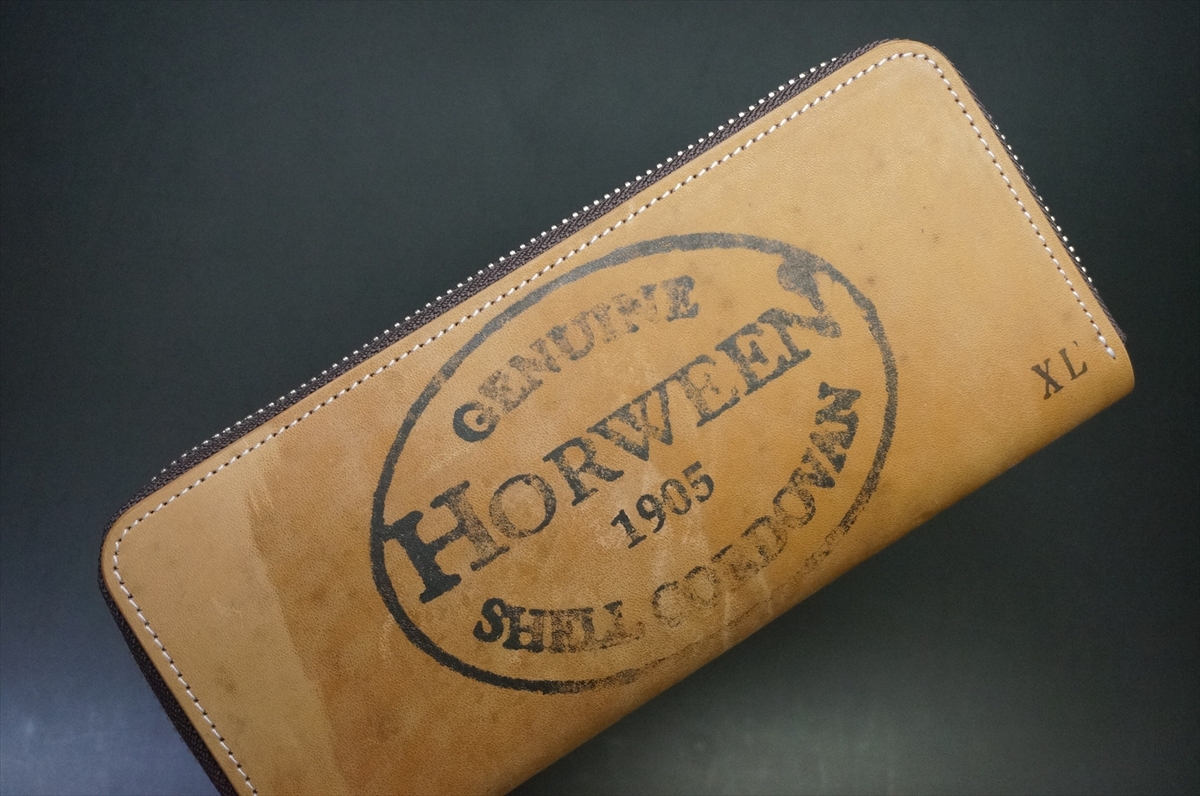 GENUINE
HORWEEN
1905
SHELL CORDOVAN
XL